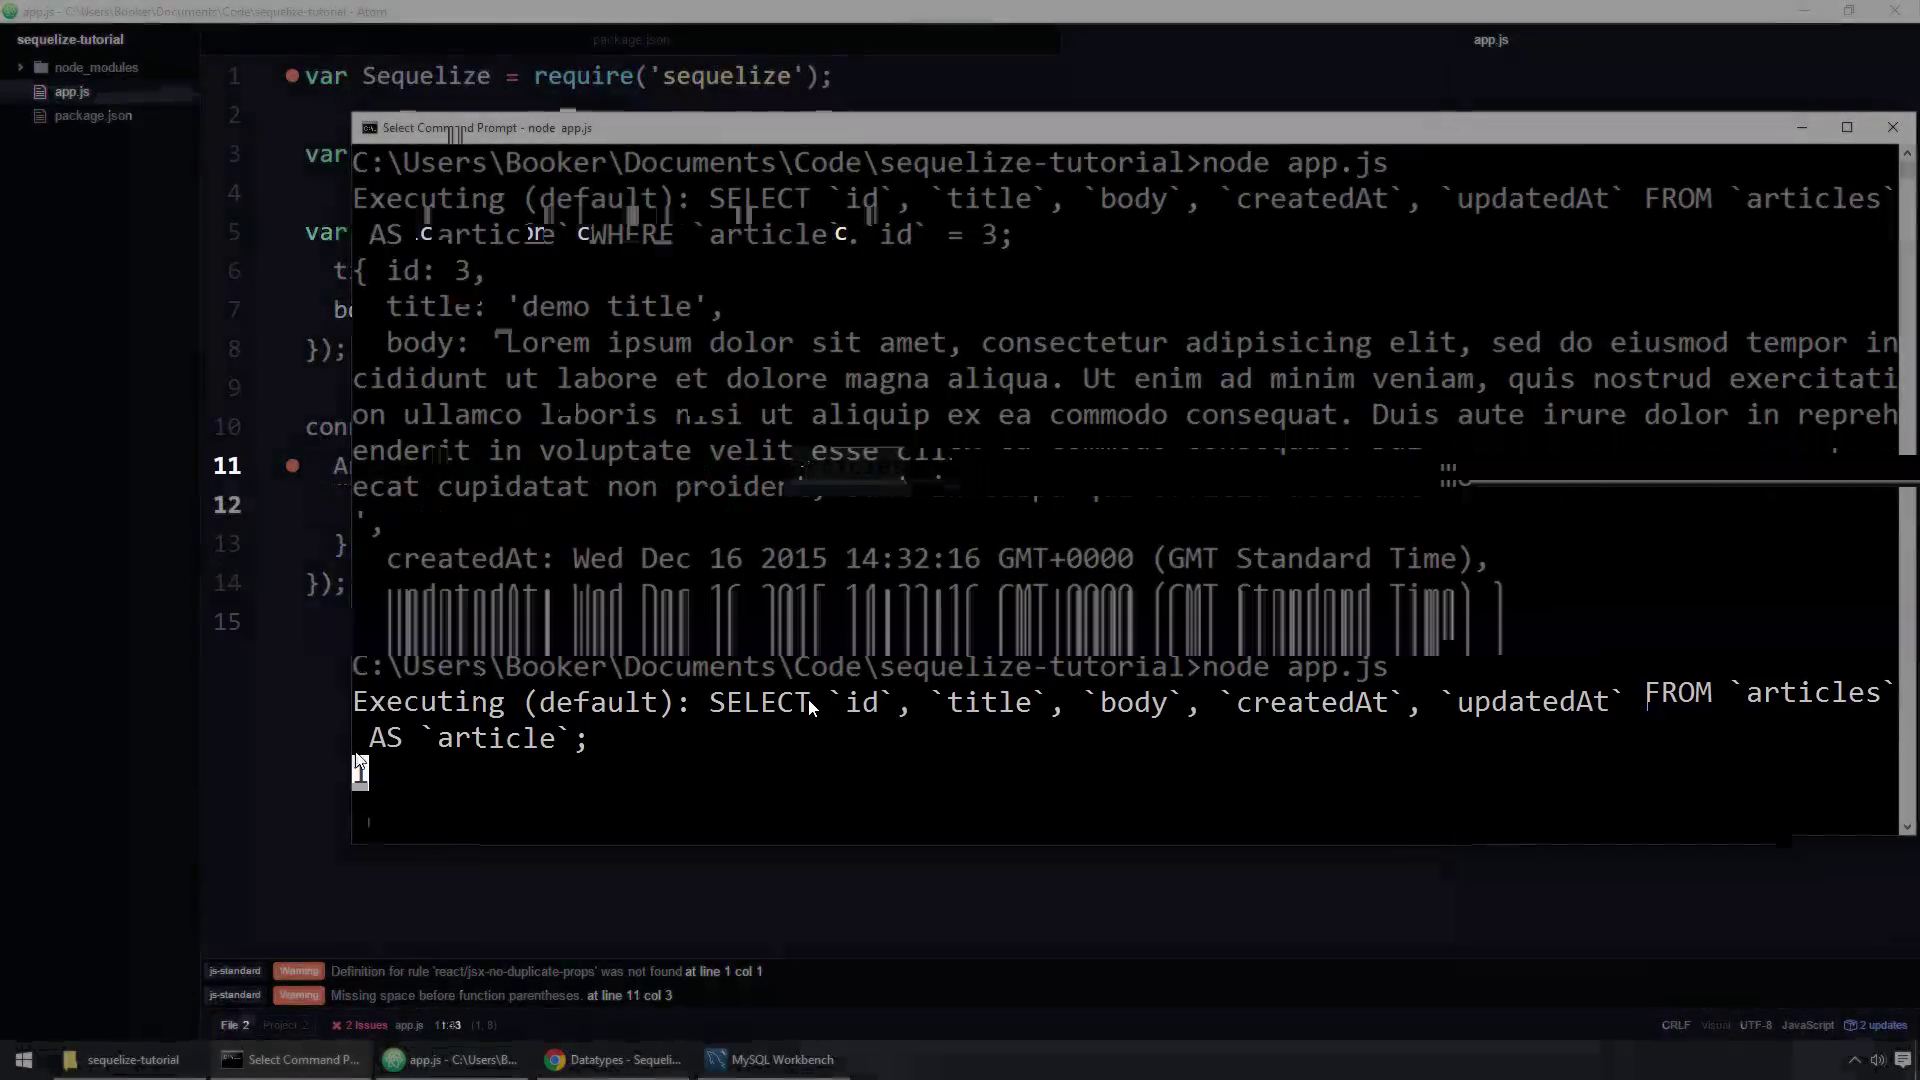 app.js - C:\Users\Booker\Documents\Code\sequelize-tutorial - Atom
sequelize-tutorial
package.json
app.js
node_modules
app.js
package.json
1 var Sequelize = require('sequelize');
2
3 var
4
5 var
6
7
8 });
9
10
11
12
13 }
14 });
15
Select Command Prompt - node app.js
C:\Users\Booker\Documents\Code\sequelize-tutorial>node app.js
Executing (default): SELECT `id`, `title`, `body`, `createdAt`, `updatedAt` FROM `articles`
AS `article` WHERE `article`.`id` = 3;
{ id: 3,
title: 'demo title',
body: 'Lorem ipsum dolor sit amet, consectetur adipisicing elit, sed do eiusmod tempor in
cididunt ut labore et dolore magna aliqua. Ut enim ad minim veniam, quis nostrud exercitati
on ullamco laboris nisi ut aliquip ex ea commodo consequat. Duis aute irure dolor in repreh
enderit in voluptate velit esse
ecat cupidatat non proident,
',
createdAt: Wed Dec 16 2015 14:32:16 GMT+0000 (GMT Standard Time),
updatedAt: Wed Dec 16 2015 14:32:16 GMT+0000 (GMT Standard Time) }
C:\Users\Booker\Documents\Code\sequelize-tutorial>node app.js
Executing (default): SELECT `id`, `title`, `body`, `createdAt`, `updatedAt` FROM `articles`
AS `article`;
1
js-standard Warning Definition for rule 'react/jsx-no-duplicate-props' was not found at line 1 col 1
js-standard Warning Missing space before function parentheses. at line 11 col 3
File 2 Project 2 2 Issues app.js (1, 8) CRLF visual UTF-8 JavaScript 2 updates
sequelize-tutorial Select Command P... app.js - C:\Users\B... Datatypes - Sequeli... MySQL Workbench